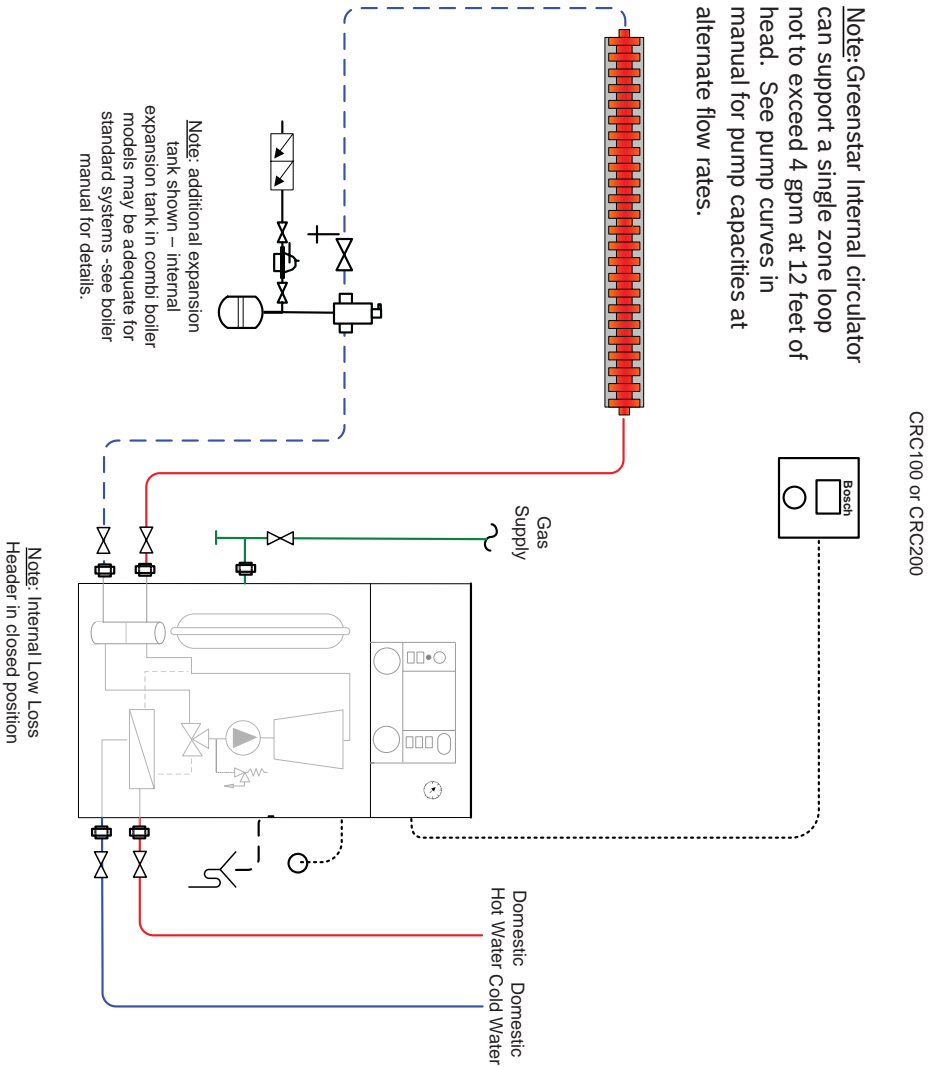 Note:Greenstar Internal circulator
can support a single zone loop
not to exceed 4 gpm at 12 feet of
head.  See pump curves in
manual for pump capacities at
alternate flow rates.
CRC100 or CRC200
Bosch
Note: additional expansion
tank shown – internal
expansion tank in combi boiler
models may be adequate for
standard systems -see boiler
manual for details.
Gas
Supply
Note: Internal Low Loss
Header in closed position
Domestic
Hot Water
Domestic
Cold Water